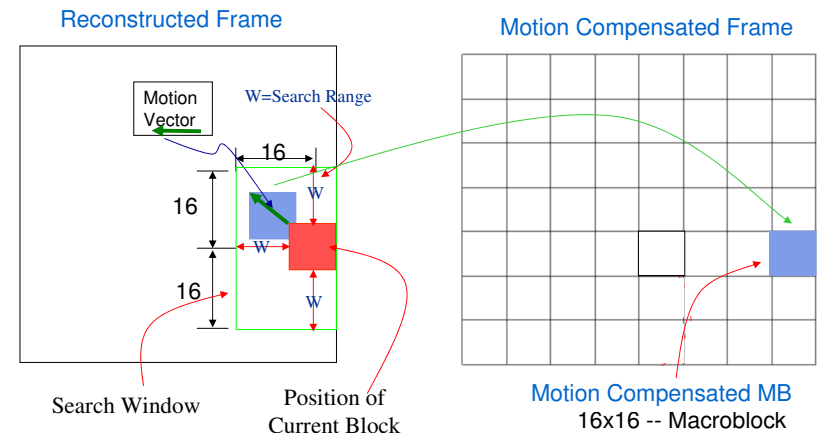 Reconstructed Frame
Motion Compensated Frame
Motion
Vector
W=Search Range
16
W
16
W
16
W
Search Window
Position of
Current Block
Motion Compensated MB
16x16 -- Macroblock